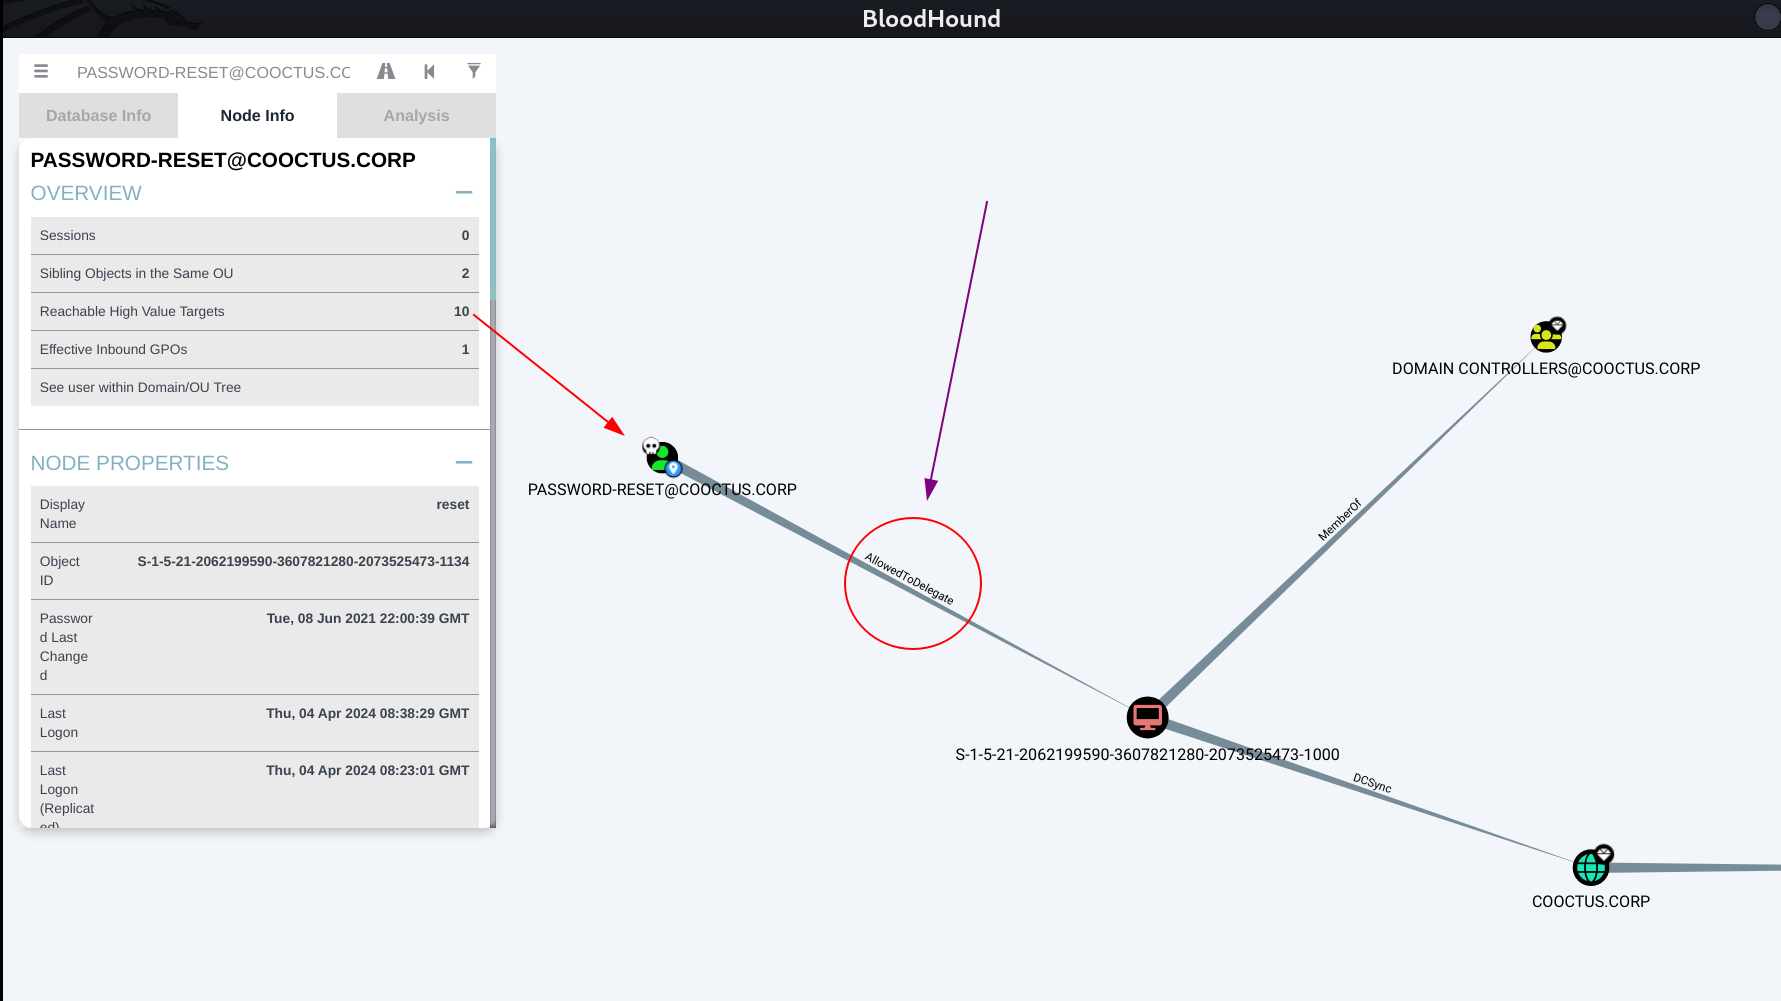 BloodHound
PASSWORD-RESET@COOCTUS.CO
Database Info
Node Info
Analysis
PASSWORD-RESET@COOCTUS.CORP
OVERVIEW
Sessions 0
Sibling Objects in the Same OU 2
Reachable High Value Targets 10
Effective Inbound GPOs 1
See user within Domain/OU Tree
NODE PROPERTIES
Display reset
Name
Object S-1-5-21-2062199590-3607821280-2073525473-1134
ID
Passwor Tue, 08 Jun 2021 22:00:39 GMT
d Last
Change
d
Last Thu, 04 Apr 2024 08:38:29 GMT
Logon
Last Thu, 04 Apr 2024 08:23:01 GMT
Logon
(Replicat
ed)
DOMAIN CONTROLLERS@COOCTUS.CORP
PASSWORD-RESET@COOCTUS.CORP
MemberOf
AllowedToDelegate
S-1-5-21-2062199590-3607821280-2073525473-1000
DCSync
COOCTUS.CORP